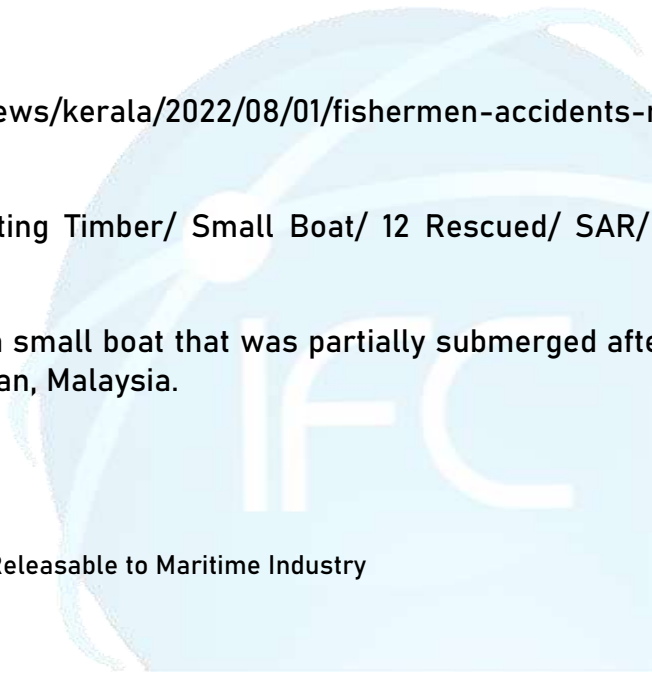 ews/kerala/2022/08/01/fishermen-accidents-
ting Timber/ Small Boat/ 12 Rescued/ SAR/
small boat that was partially submerged
an, Malaysia.
IFC
Releasable to Maritime Industry